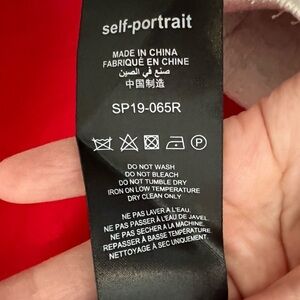 self-portrait
MADE IN CHINA
FABRIQUÉ EN CHINE
صنع في الصين
中国制造
SP19-065R
P
DO NOT WASH
DO NOT BLEACH
DO NOT TUMBLE DRY
IRON ON LOW TEMPERATURE
DRY CLEAN ONLY
NE PAS LAVER À L'EAU.
NE PAS PASSER À L'EAU DE JAVEL.
NE PAS SECHER A LA MACHINE.
REPASSER À BASSE TEMPÉRATURE.
NETTOYAGE À SEC UNIQUEMENT.